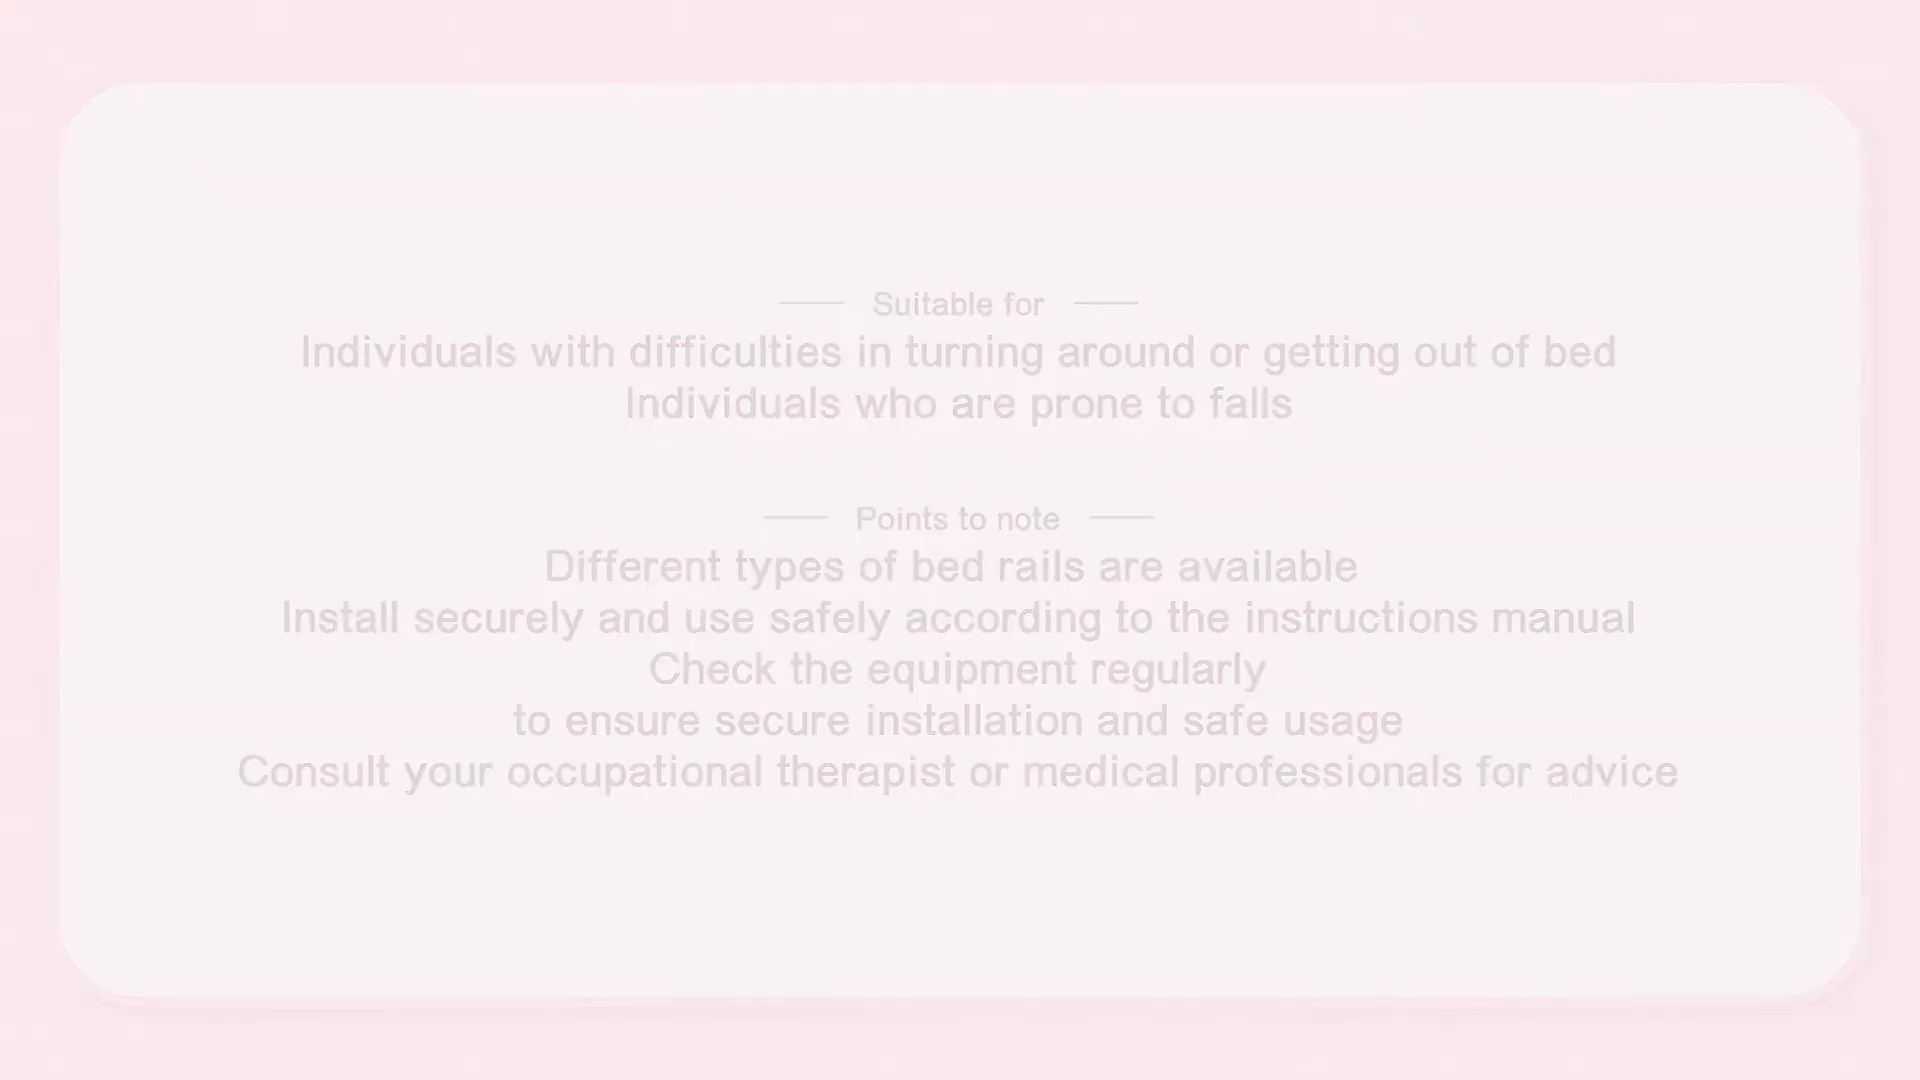 Suitable for
Individuals with difficulties in turning around or getting out of bed
Individuals who are prone to falls
Points to note
Different types of bed rails are available
Install securely and use safely according to the instructions manual
Check the equipment regularly
to ensure secure installation and safe usage
Consult your occupational therapist or medical professionals for advice